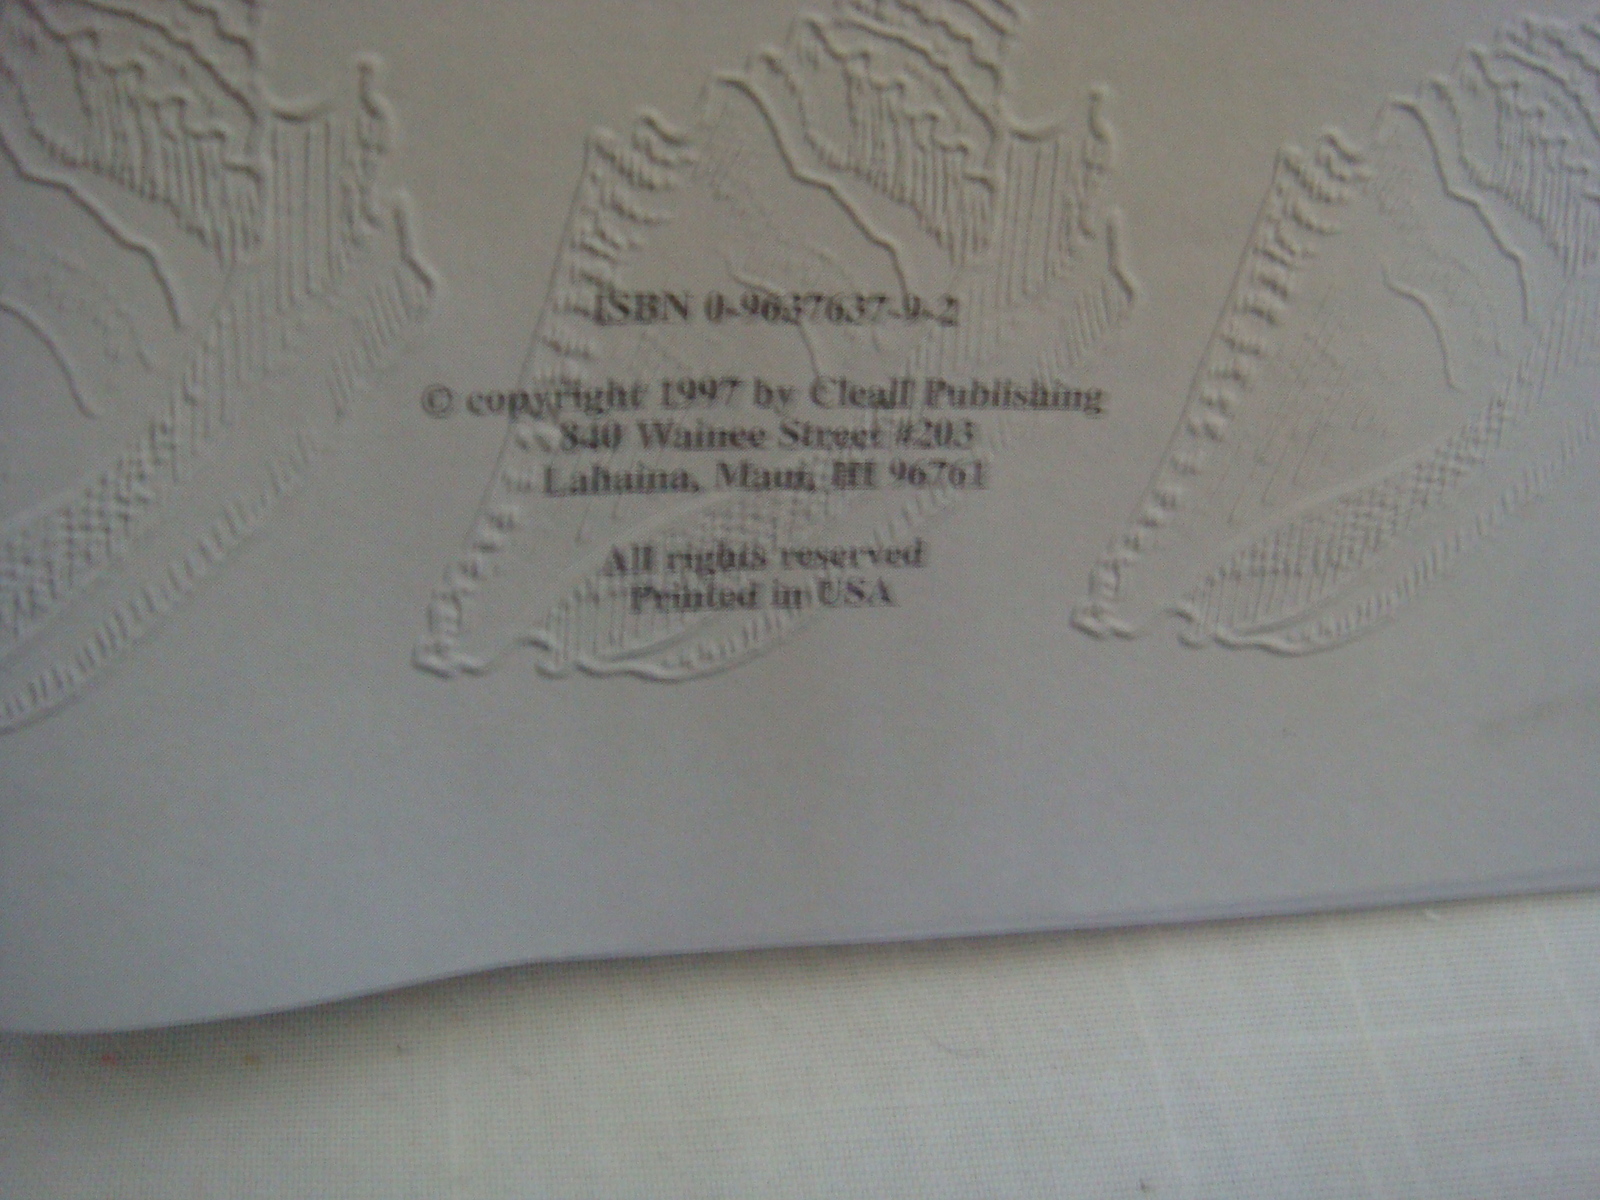 ISBN 0-9637637-9-2
© copyright 1997 by Cleall Publishing
840 Wainee Street #203
Lahaina, Maui, HI 96761
All rights reserved
Printed in USA